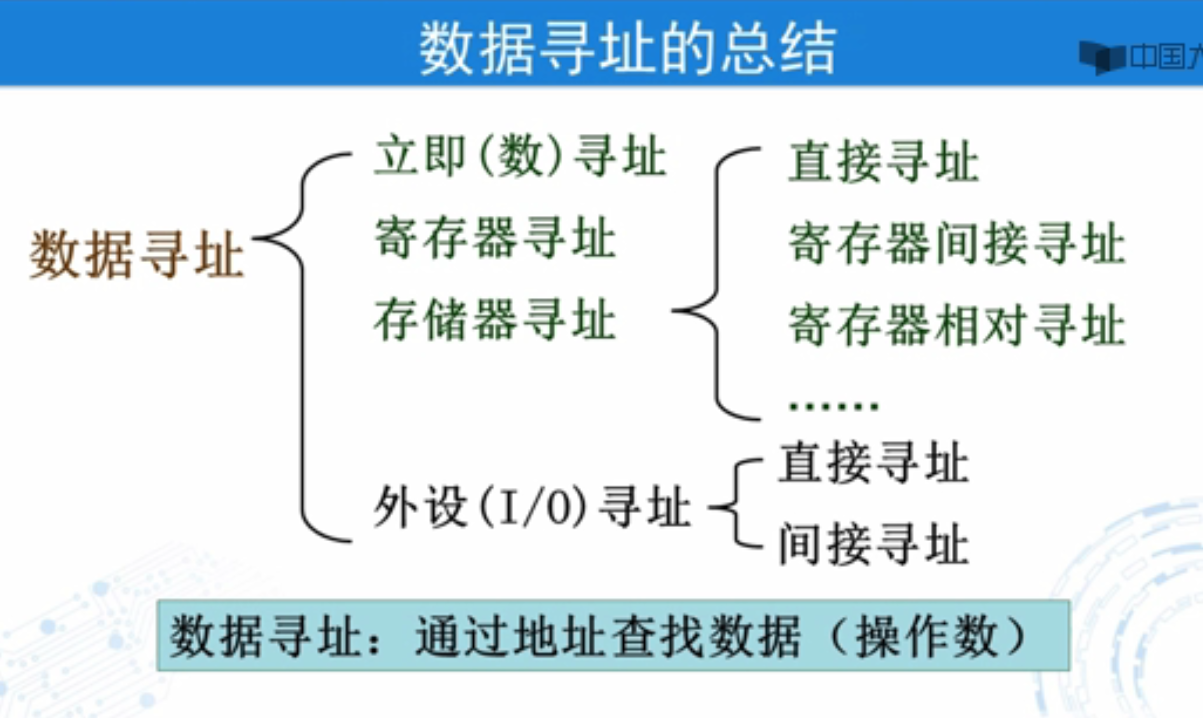 数据寻址的总结
中国大
数据寻址
立即(数)寻址
寄存器寻址
存储器寻址
直接寻址
寄存器间接寻址
寄存器相对寻址
……
外设(I/O)寻址
直接寻址
间接寻址
数据寻址：通过地址查找数据（操作数）